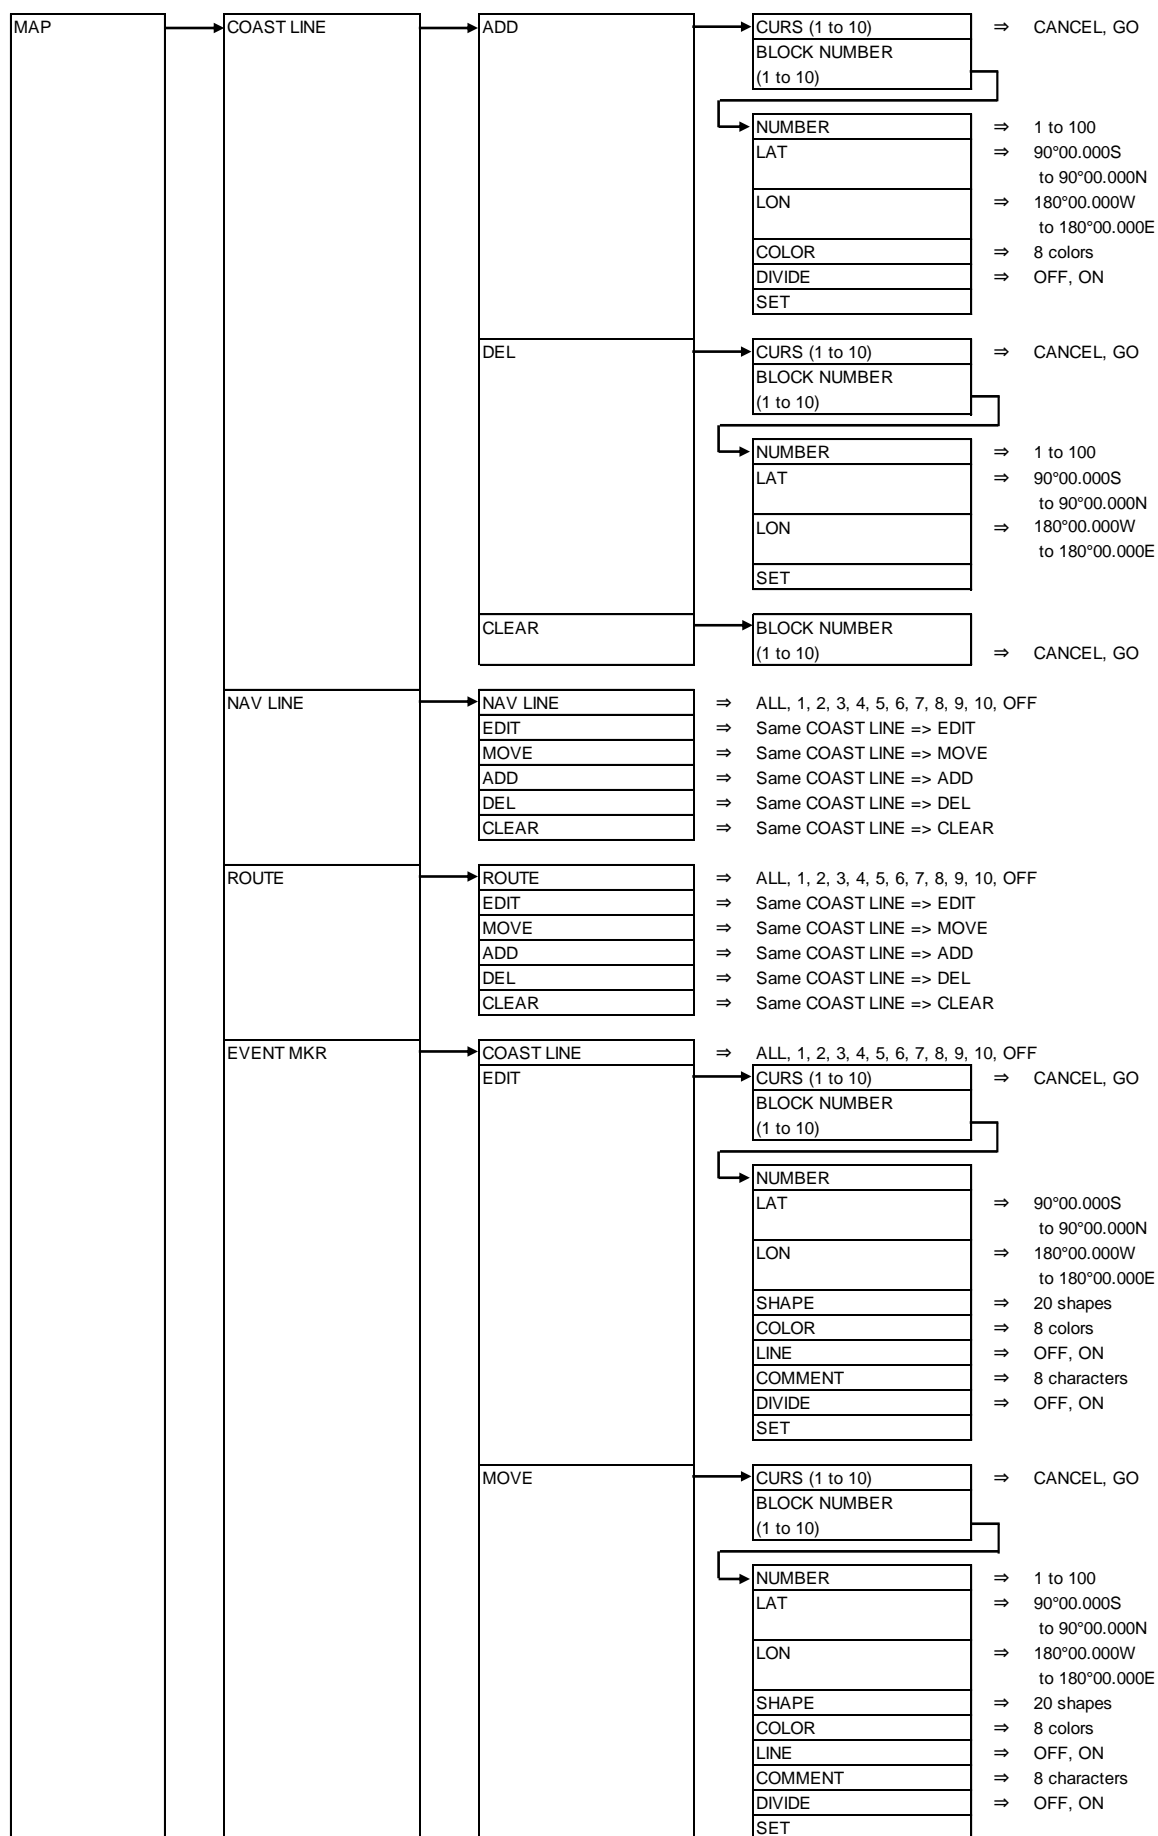 MAP COAST LINE ADD CURS (1 to 10) ⇒ CANCEL, GO
BLOCK NUMBER
(1 to 10)
NUMBER ⇒ 1 to 100
LAT ⇒ 90°00.000S
to 90°00.000N
LON ⇒ 180°00.000W
to 180°00.000E
COLOR ⇒ 8 colors
DIVIDE ⇒ OFF, ON
SET
DEL CURS (1 to 10) ⇒ CANCEL, GO
BLOCK NUMBER
(1 to 10)
NUMBER ⇒ 1 to 100
LAT ⇒ 90°00.000S
to 90°00.000N
LON ⇒ 180°00.000W
to 180°00.000E
SET
CLEAR BLOCK NUMBER
(1 to 10) ⇒ CANCEL, GO
NAV LINE NAV LINE ⇒ ALL, 1, 2, 3, 4, 5, 6, 7, 8, 9, 10, OFF
EDIT ⇒ Same COAST LINE => EDIT
MOVE ⇒ Same COAST LINE => MOVE
ADD ⇒ Same COAST LINE => ADD
DEL ⇒ Same COAST LINE => DEL
CLEAR ⇒ Same COAST LINE => CLEAR
ROUTE ROUTE ⇒ ALL, 1, 2, 3, 4, 5, 6, 7, 8, 9, 10, OFF
EDIT ⇒ Same COAST LINE => EDIT
MOVE ⇒ Same COAST LINE => MOVE
ADD ⇒ Same COAST LINE => ADD
DEL ⇒ Same COAST LINE => DEL
CLEAR ⇒ Same COAST LINE => CLEAR
EVENT MKR COAST LINE ⇒ ALL, 1, 2, 3, 4, 5, 6, 7, 8, 9, 10, OFF
EDIT CURS (1 to 10) ⇒ CANCEL, GO
BLOCK NUMBER
(1 to 10)
NUMBER
LAT ⇒ 90°00.000S
to 90°00.000N
LON ⇒ 180°00.000W
to 180°00.000E
SHAPE ⇒ 20 shapes
COLOR ⇒ 8 colors
LINE ⇒ OFF, ON
COMMENT ⇒ 8 characters
DIVIDE ⇒ OFF, ON
SET
MOVE CURS (1 to 10) ⇒ CANCEL, GO
BLOCK NUMBER
(1 to 10)
NUMBER ⇒ 1 to 100
LAT ⇒ 90°00.000S
to 90°00.000N
LON ⇒ 180°00.000W
to 180°00.000E
SHAPE ⇒ 20 shapes
COLOR ⇒ 8 colors
LINE ⇒ OFF, ON
COMMENT ⇒ 8 characters
DIVIDE ⇒ OFF, ON
SET